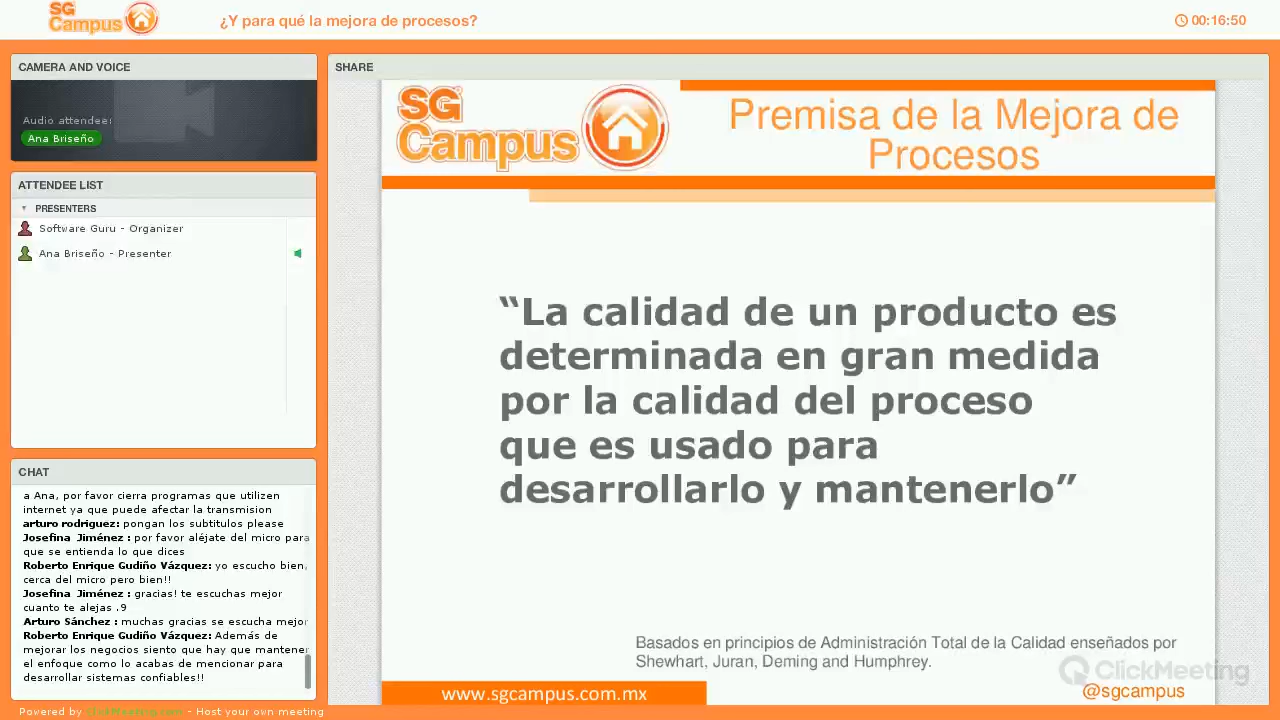 SG
Campus
¿Y para qué la mejora de procesos?
00:16:50
CAMERA AND VOICE
Audio attendee:
Ana Briseño
ATTENDEE LIST
PRESENTERS
Software Guru - Organizer
Ana Briseño - Presenter
CHAT
a Ana, por favor cierra programas que utilizen
internet ya que puede afectar la transmision
arturo rodriguez: pongan los subtitulos please
Josefina Jiménez : por favor aléjate del micro para
que se entienda lo que dices
Roberto Enrique Gudiño Vázquez: yo escucho bien,
cerca del micro pero bien!!
Josefina Jiménez : gracias! te escuchas mejor
cuanto te alejas .9
Arturo Sánchez : muchas gracias se escucha mejor
Roberto Enrique Gudiño Vázquez: Además de
mejorar los negocios siento que hay que mantener
el enfoque como lo acabas de mencionar para
desarrollar sistemas confiables!!
Powered by ClickMeeting.com - Host your own meeting
SHARE
SG
Campus
Premisa de la Mejora de
Procesos
“La calidad de un producto es
determinada en gran medida
por la calidad del proceso
que es usado para
desarrollarlo y mantenerlo”
Basados en principios de Administración Total de la Calidad enseñados por
Shewhart, Juran, Deming and Humphrey.
ClickMeeting
www.sgcampus.com.mx
@sgcampus